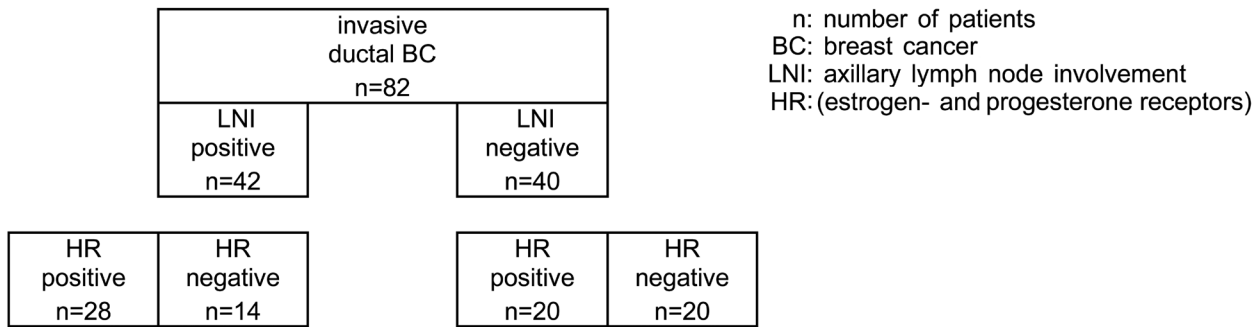 invasive
ductal BC
n=82
LNI
positive
n=42
LNI
negative
n=40
HR
positive
n=28
HR
negative
n=14
HR
positive
n=20
HR
negative
n=20
n: number of patients
BC: breast cancer
LNI: axillary lymph node involvement
HR: (estrogen- and progesterone receptors)